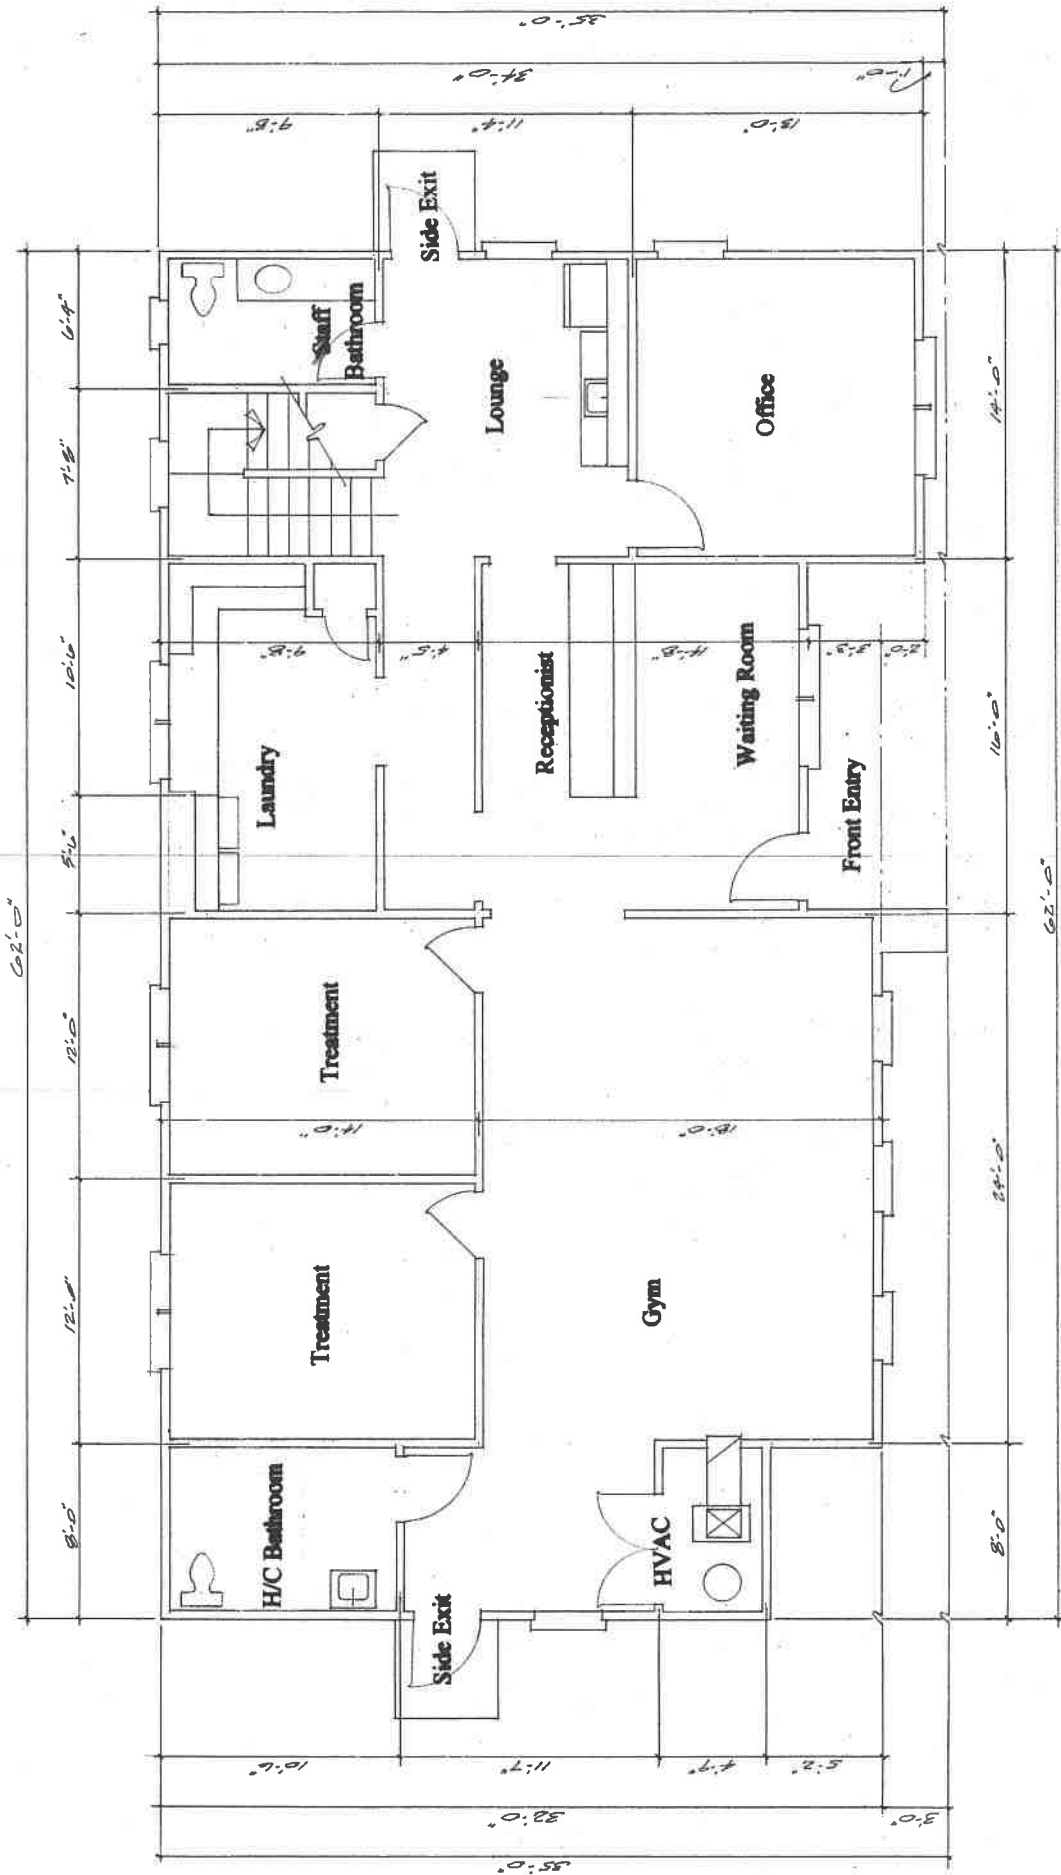 62'-0"
8'-0"
12'-0"
12'-0"
5'-6"
10'-6"
7'-8"
6'-4"
35'-0"
32'-0"
3'-0"
10'-6"
11'-7"
4'-9"
5'-2"
H/C Bathroom
Side Exit
HVAC
Treatment
Treatment
14'-0"
18'-0"
Gym
Laundry
9'-8"
4'-5"
14'-8"
3'-3"
2'-0"
Receptionist
Waiting Room
Front Entry
Staff
Bathroom
Side Exit
Lounge
Office
9'-8"
11'-4"
13'-0"
34'-0"
1'-0"
35'-0"
8'-0"
24'-0"
16'-0"
14'-0"
62'-0"